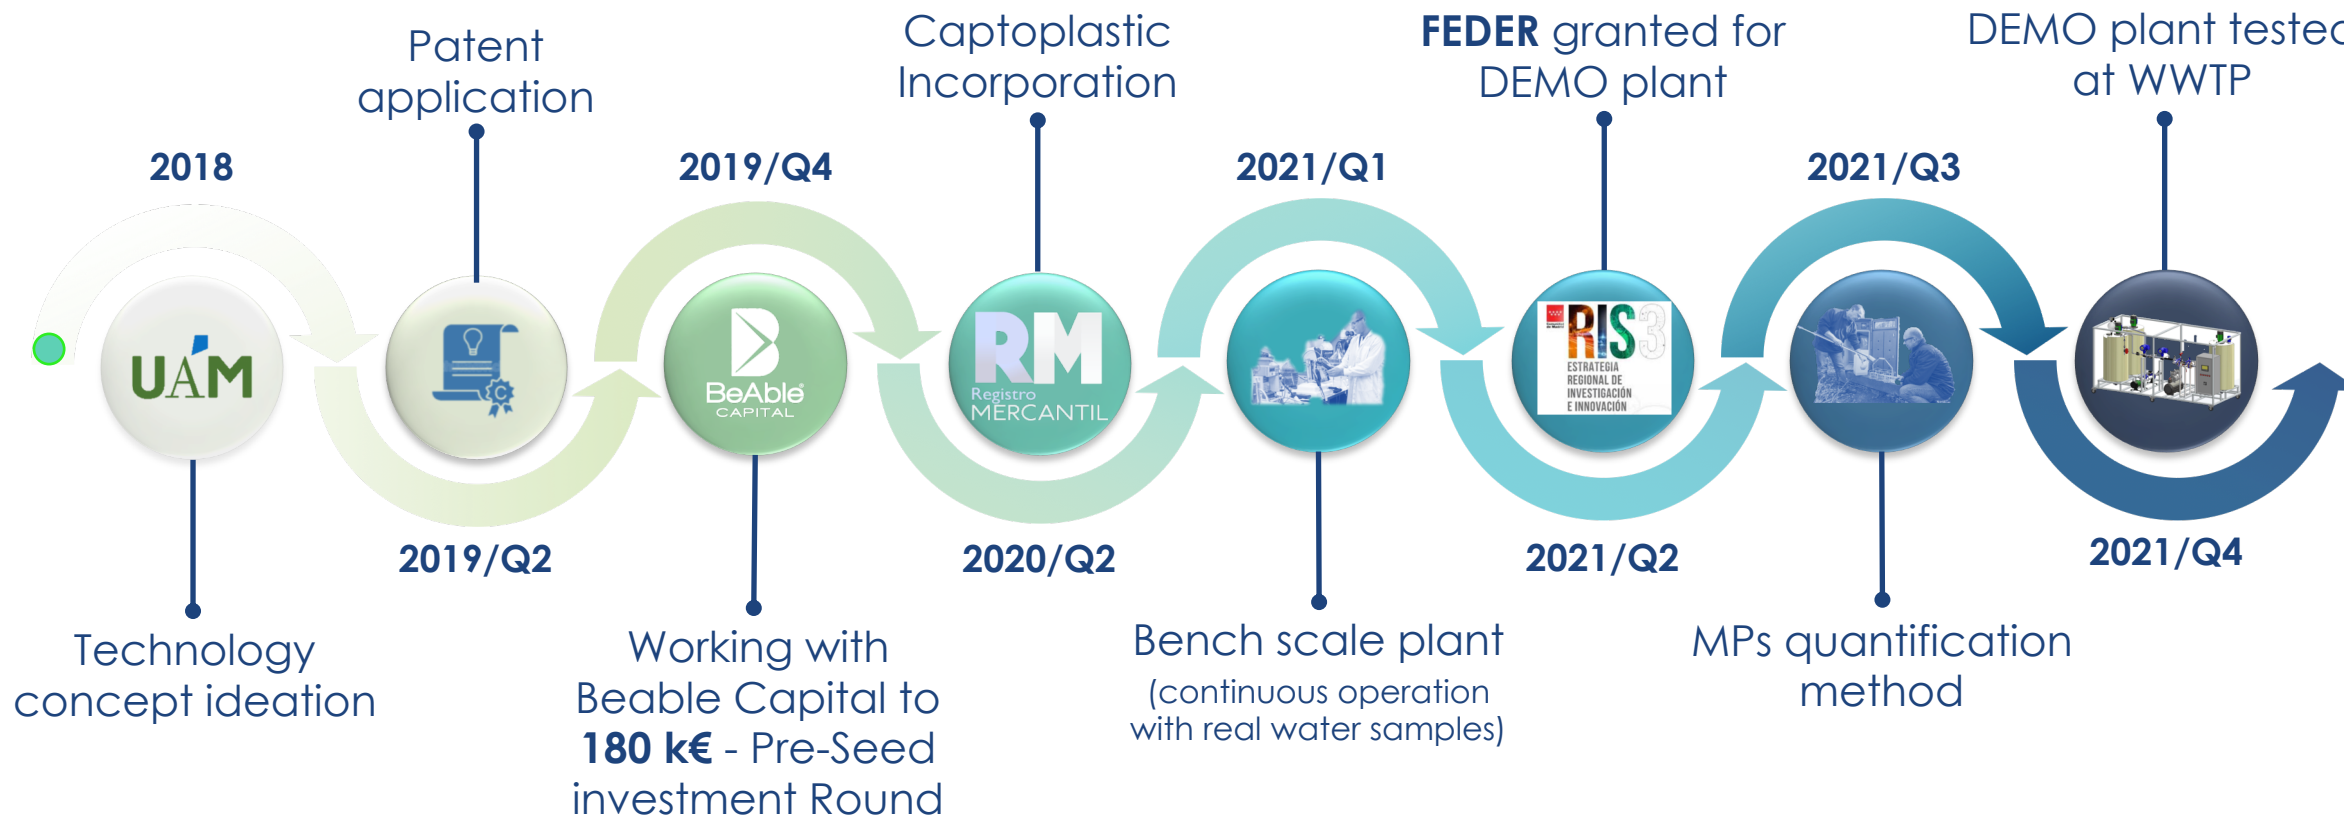 2018
UAM
Technology
concept ideation
Patent
application
2019/Q2
2019/Q4
BeAble
CAPITAL
Working with
Beable Capital to
180 k€ - Pre-Seed
investment Round
Captoplastic
Incorporation
RM
Registro
MERCANTIL
2020/Q2
2021/Q1
Bench scale plant
(continuous operation
with real water samples)
FEDER granted for
DEMO plant
RIS3
ESTRATEGIA
REGIONAL DE
INVESTIGACIÓN
E INNOVACIÓN
2021/Q2
2021/Q3
MPs quantification
method
DEMO plant tested
at WWTP
2021/Q4